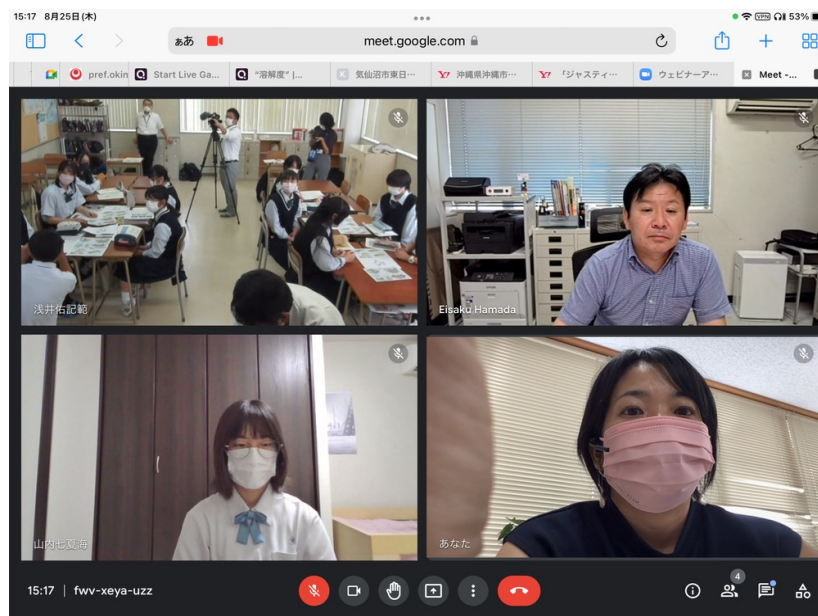 15:17 8月25日(木)
VPN 53%
ぁあ meet.google.com
pref.okin
Start Live Ga...
"溶解度" |...
気仙沼市東日…
沖縄県沖縄市…
「ジャスティ…
ウェビナーア…
Meet -...
浅井佑記範
Eisaku Hamada
山内七夏海
あなた
15:17 | fwv-xeya-uzz
4